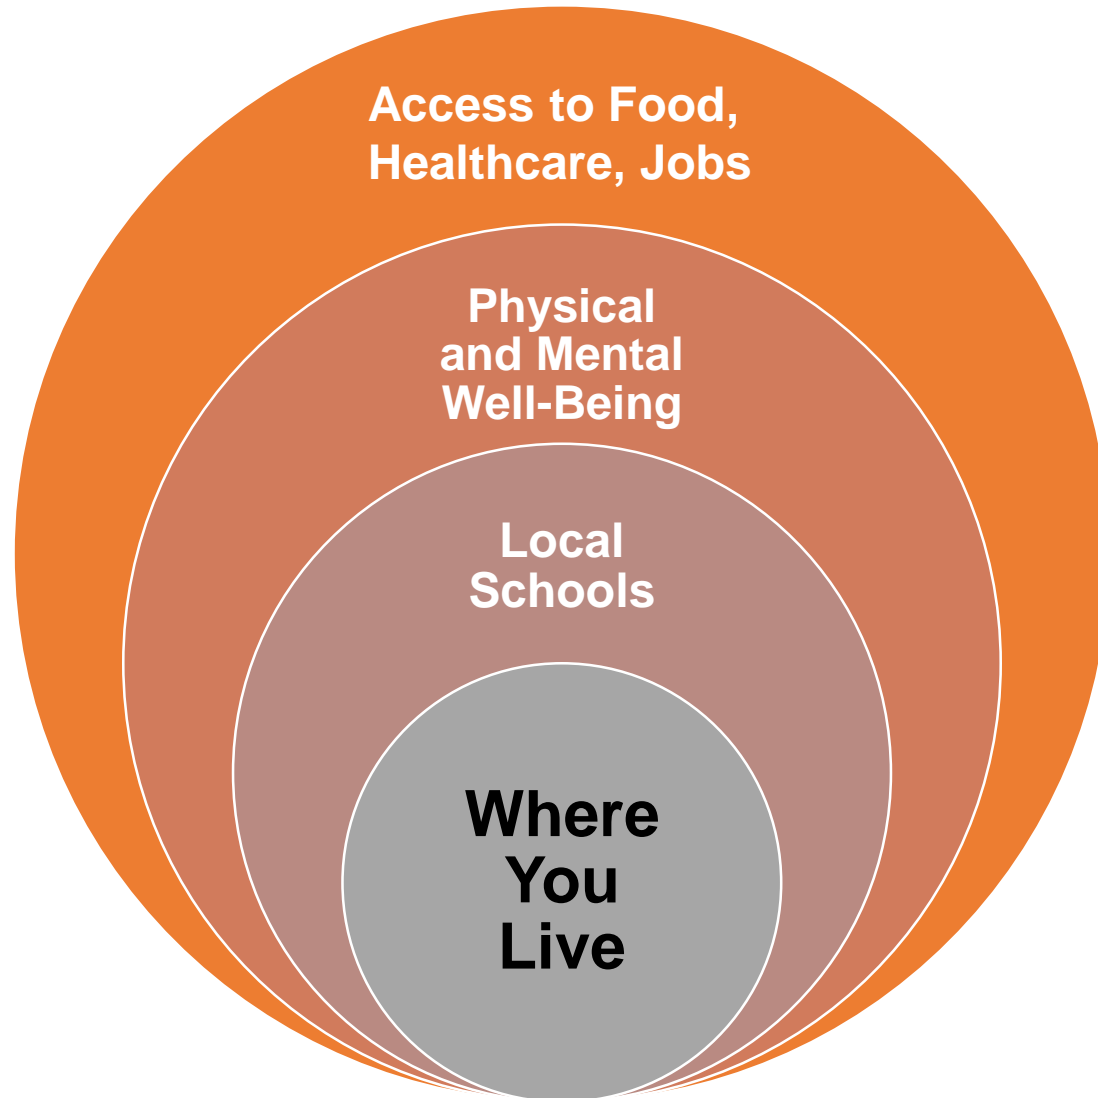 Access to Food,
Healthcare, Jobs
Physical
and Mental
Well-Being
Local
Schools
Where
You
Live